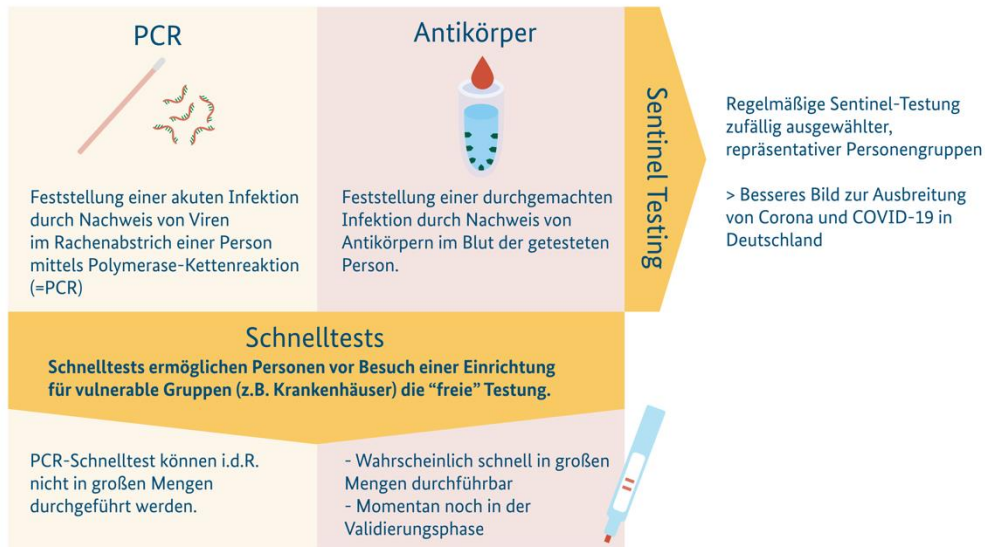 PCR
Feststellung einer akuten Infektion
durch Nachweis von Viren
im Rachenabstrich einer Person
mittels Polymerase-Kettenreaktion
(=PCR)
Antikörper
Feststellung einer durchgemachten
Infektion durch Nachweis von
Antikörpern im Blut der getesteten
Person.
Sentinel Testing
Regelmäßige Sentinel-Testung
zufällig ausgewählter,
repräsentativer Personengruppen
> Besseres Bild zur Ausbreitung
von Corona und COVID-19 in
Deutschland
Schnelltests
Schnelltests ermöglichen Personen vor Besuch einer Einrichtung
für vulnerable Gruppen (z.B. Krankenhäuser) die “freie” Testung.
PCR-Schnelltest können i.d.R.
nicht in großen Mengen
durchgeführt werden.
- Wahrscheinlich schnell in großen
Mengen durchführbar
- Momentan noch in der
Validierungsphase